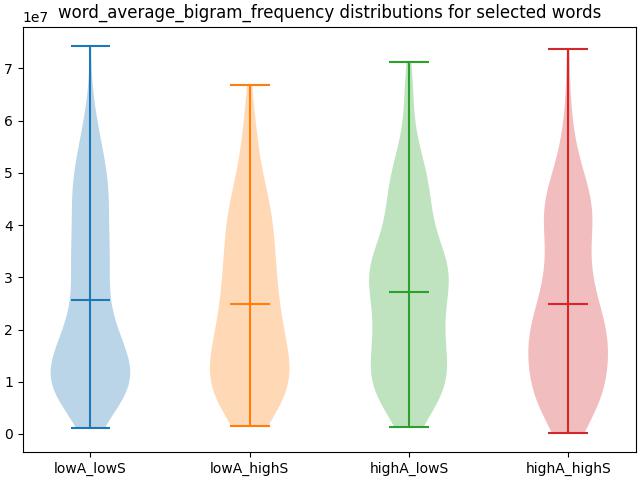 word_average_bigram_frequency distributions for selected words
1e7
7
6
5
4
3
2
1
0
lowA_lowS lowA_highS highA_lowS highA_highS